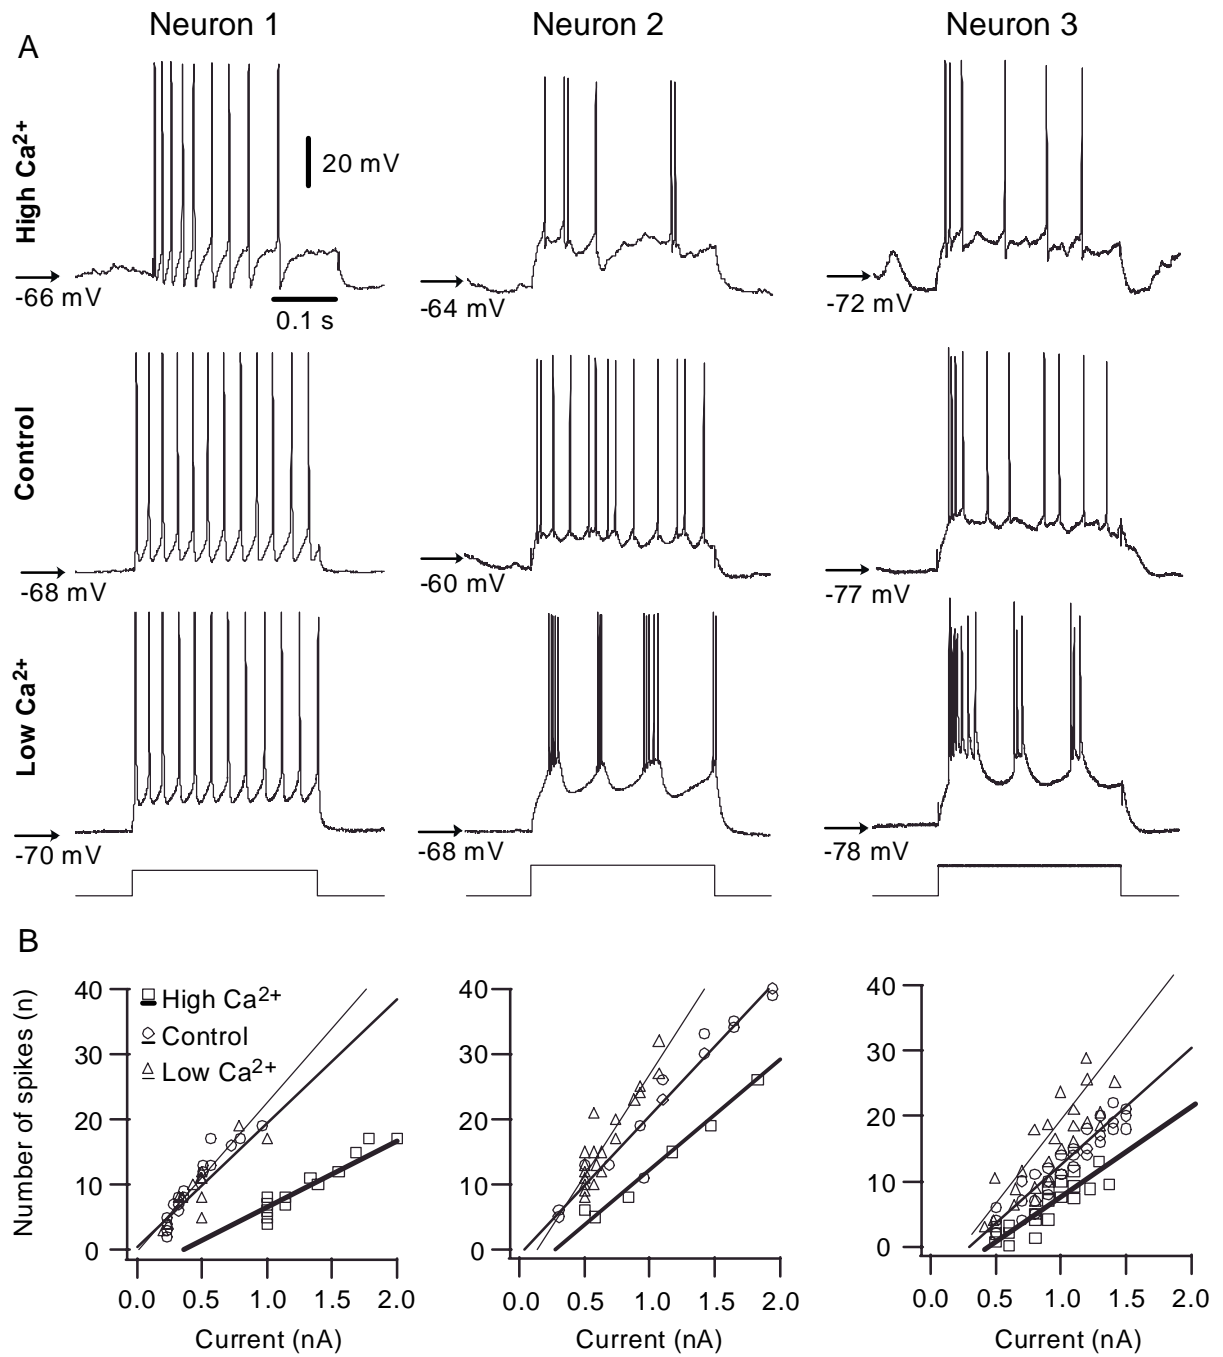 Neuron 1 Neuron 2 Neuron 3
A
High Ca²⁺
20 mV
-66 mV
0.1 s
-64 mV
-72 mV
Control
-68 mV
-60 mV
-77 mV
Low Ca²⁺
-70 mV
-68 mV
-78 mV
B
Number of spikes (n)
40
30
20
10
0
High Ca²⁺
Control
Low Ca²⁺
0.0 0.5 1.0 2.0
Current (nA)
40
30
20
10
0
0.0 0.5 1.0 1.5 2.0
Current (nA)
40
30
20
10
0
0.0 0.5 1.0 1.5 2.0
Current (nA)